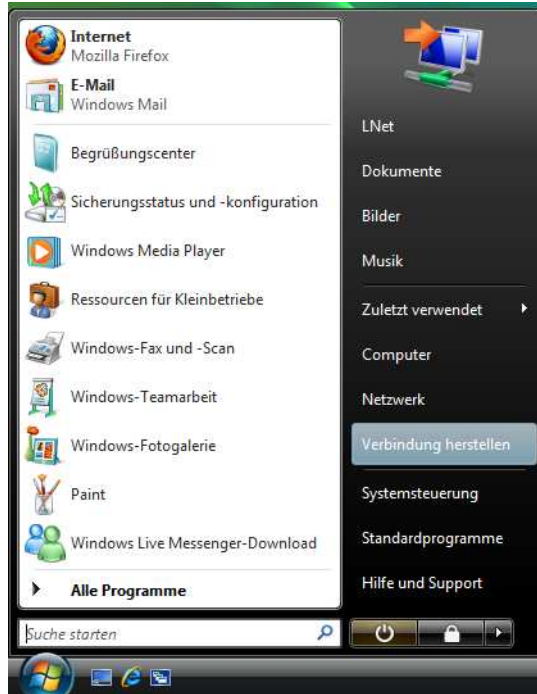 Internet
Mozilla Firefox
E-Mail
Windows Mail
Begrüßungscenter
Sicherungsstatus und -konfiguration
Windows Media Player
Ressourcen für Kleinbetriebe
Windows-Fax und -Scan
Windows-Teamarbeit
Windows-Fotogalerie
Paint
Windows Live Messenger-Download
Alle Programme
Suche starten
LNet
Dokumente
Bilder
Musik
Zuletzt verwendet
Computer
Netzwerk
Verbindung herstellen
Systemsteuerung
Standardprogramme
Hilfe und Support